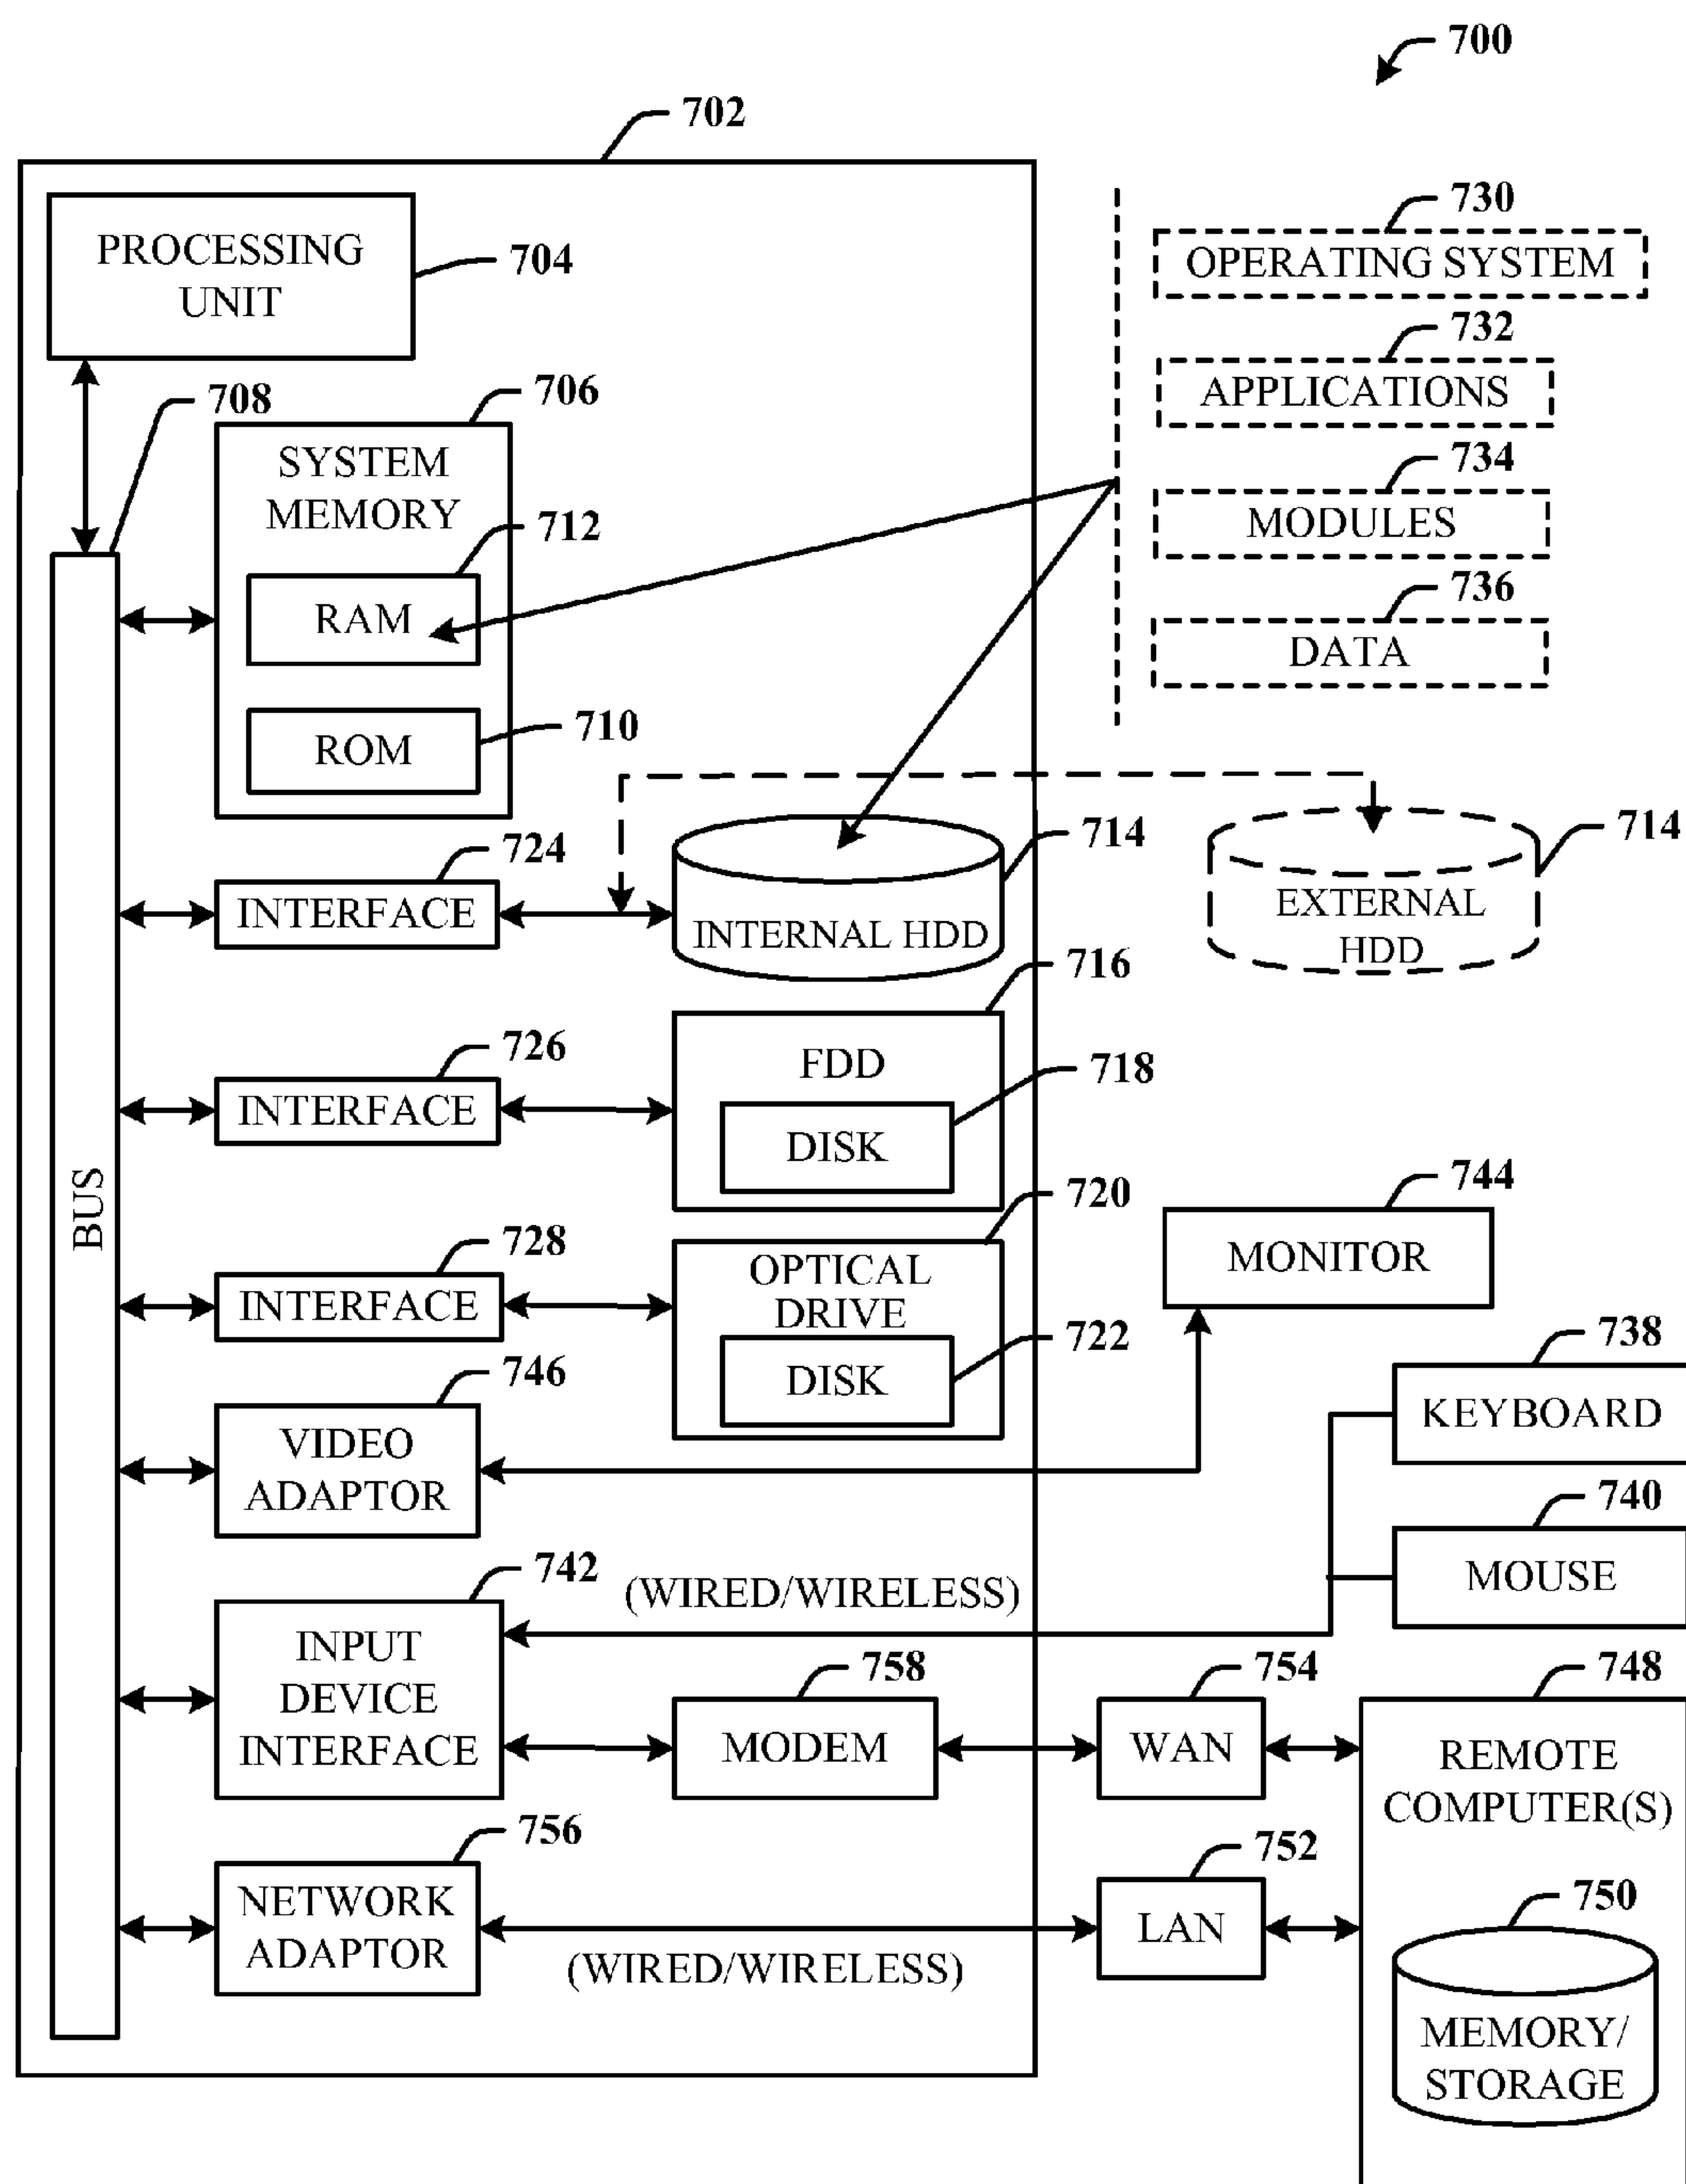 700
702
PROCESSING
UNIT
704
730
OPERATING SYSTEM
732
APPLICATIONS
734
MODULES
736
DATA
708
706
SYSTEM
MEMORY
712
RAM
710
ROM
724
INTERFACE
714
INTERNAL HDD
714
EXTERNAL
HDD
726
INTERFACE
716
FDD
718
DISK
BUS
728
INTERFACE
720
OPTICAL
DRIVE
722
DISK
744
MONITOR
746
VIDEO
ADAPTOR
738
KEYBOARD
740
MOUSE
742
INPUT
DEVICE
INTERFACE
(WIRED/WIRELESS)
758
MODEM
754
WAN
748
REMOTE
COMPUTER(S)
756
NETWORK
ADAPTOR
(WIRED/WIRELESS)
752
LAN
750
MEMORY/
STORAGE